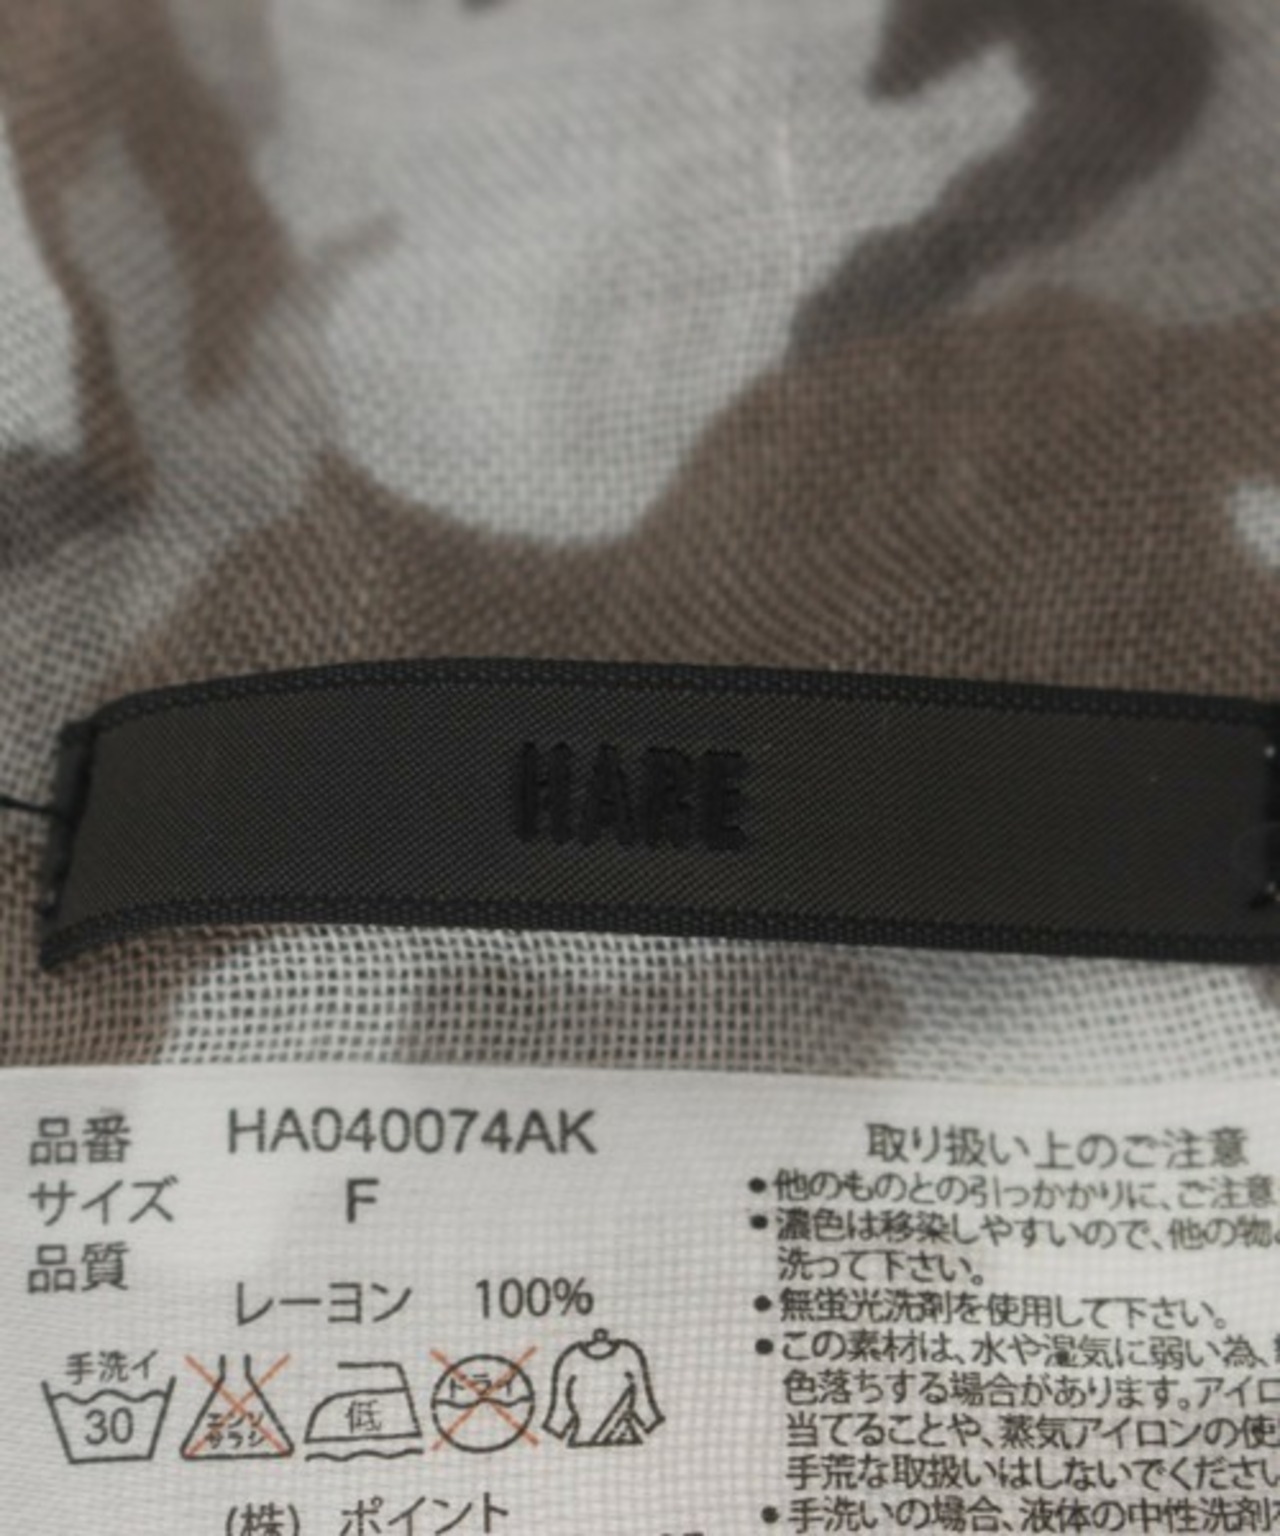 HARE
品番 HA040074AK
サイズ F
品質
レーヨン 100%
手洗イ
30
エンソ
サラシ
低
ドライ
(株) ポイント
取り扱い上のご注意
•他のものとの引っかかりに、ご注意
•濃色は移染しやすいので、他の物
洗って下さい。
•無蛍光洗剤を使用して下さい。
•この素材は、水や湿気に弱い為、
色落ちする場合があります。アイロ
当てることや、蒸気アイロンの使
手荒な取扱いはしないでください
•手洗いの場合、液体の中性洗剤